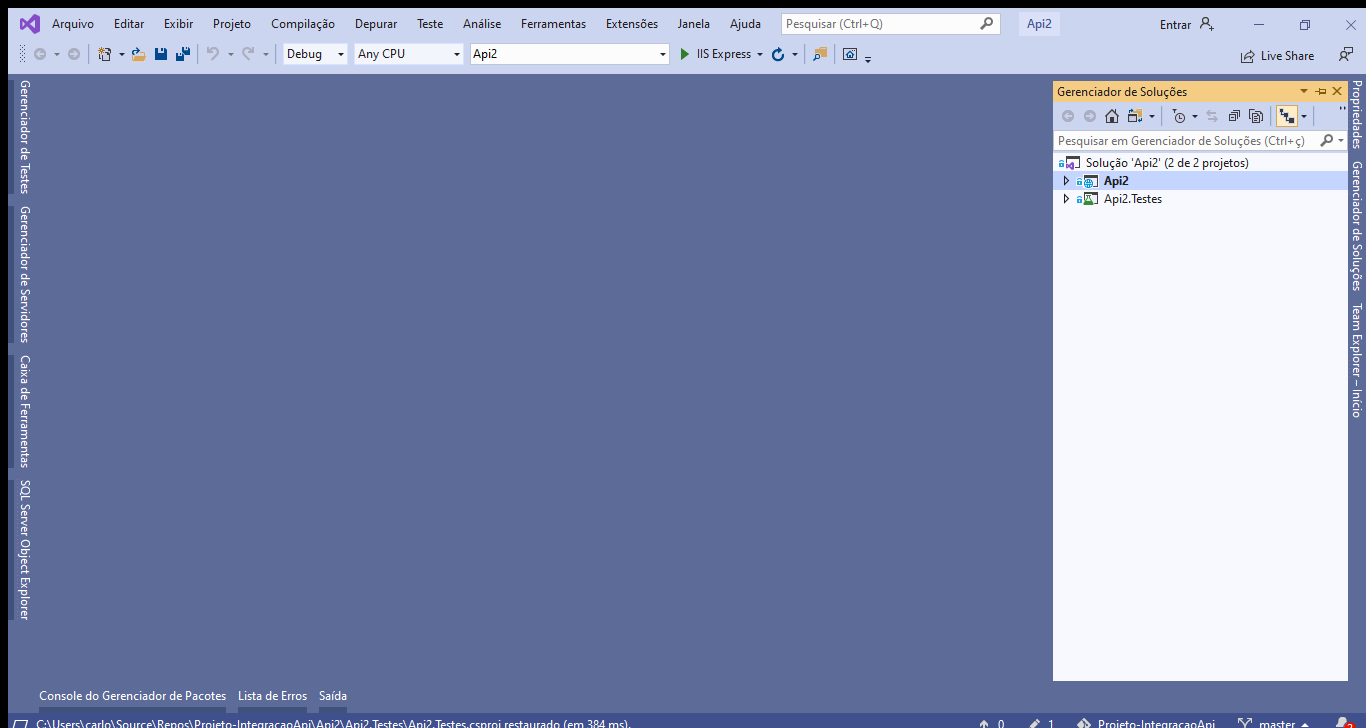 Arquivo Editar Exibir Projeto Compilação Depurar Teste Análise Ferramentas Extensões Janela Ajuda Pesquisar (Ctrl+Q) Api2 Entrar
Debug Any CPU Api2 IIS Express Live Share
Gerenciador de Testes
Gerenciador de Servidores
Caixa de Ferramentas
SQL Server Object Explorer
Gerenciador de Soluções
Pesquisar em Gerenciador de Soluções (Ctrl+ç)
Solução 'Api2' (2 de 2 projetos)
Api2
Api2.Testes
Propriedades
Gerenciador de Soluções
Team Explorer – Início
Console do Gerenciador de Pacotes Lista de Erros Saída
C:\Users\carlo\Source\Repos\Projeto-IntegracaoApi\Api2\Api2.Testes\Api2.Testes.csproj restaurado (em 384 ms). 0 1 Projeto-IntegracaoApi master 2